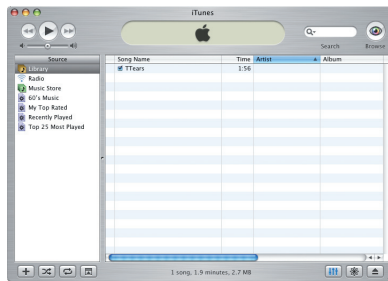 iTunes
Search
Browse
Source
Song Name Time Artist Album
Library
TTears 1:56
Radio
Music Store
60's Music
My Top Rated
Recently Played
Top 25 Most Played
1 song, 1.9 minutes, 2.7 MB